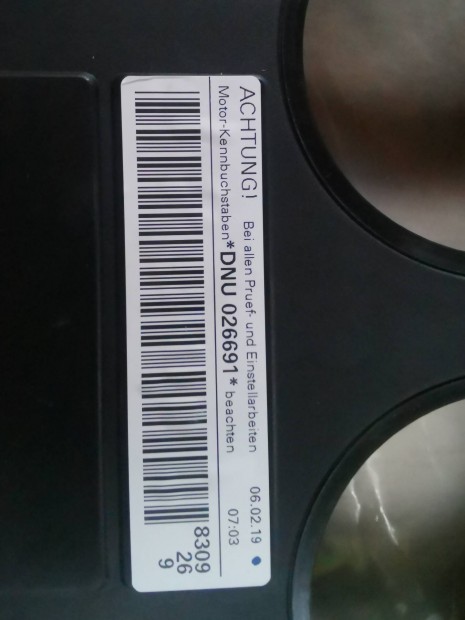 ACHTUNG! Bei allen Pruef- und Einstellarbeiten 06.02.19
Motor-Kennbuchstaben*DNU 026691* beachten 07:03
8309
26
9